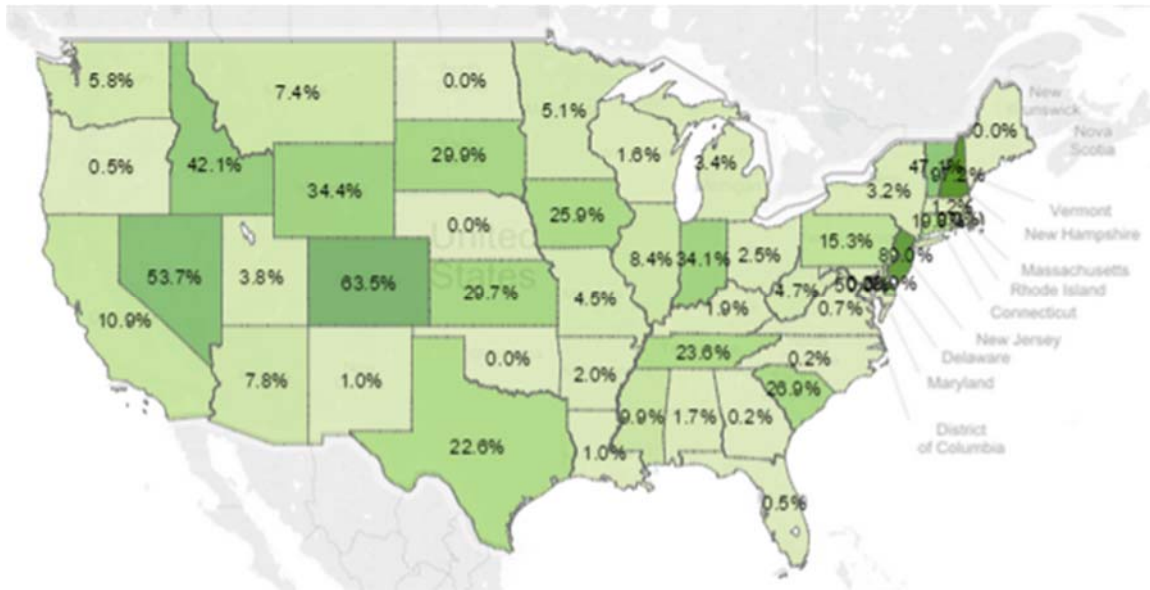 5.8%
7.4%
0.0%
5.1%
0.5%
42.1%
34.4%
29.9%
1.6%
3.4%
3.2%
0.0%
New
Nova
Scotia
53.7%
3.8%
63.5%
0.0%
25.9%
8.4%
34.1%
2.5%
15.3%
Vermont
New Hampshire
United
States
10.9%
29.7%
4.5%
1.9%
4.7%
0.7%
Massachusetts
Rhode Island
Connecticut
New Jersey
Delaware
Maryland
District
of Columbia
7.8%
1.0%
0.0%
2.0%
23.6%
0.2%
26.9%
22.6%
1.0%
9.9%
1.7%
0.2%
0.5%